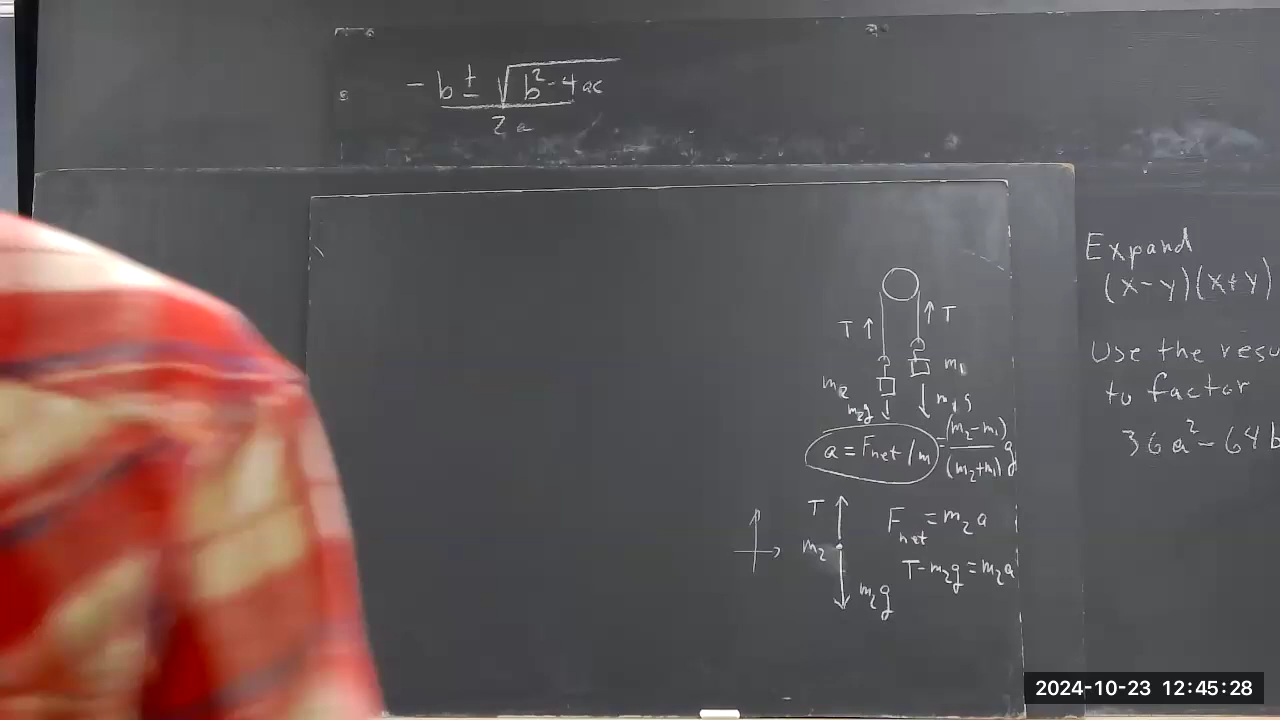 -b ± √b²-4ac
2a
Expand
(x-y)(x+y)
Use the
to factor
36a²-64b
T ↑ ↑ T
m₁
m₂
m₂g m₁g
a = Fnet/m = (m₂-m₁)/(m₂+m₁) g
T
m₂
m₂g
Fnet = m₂a
T-m₂g = m₂a
2024-10-23 12:45:28